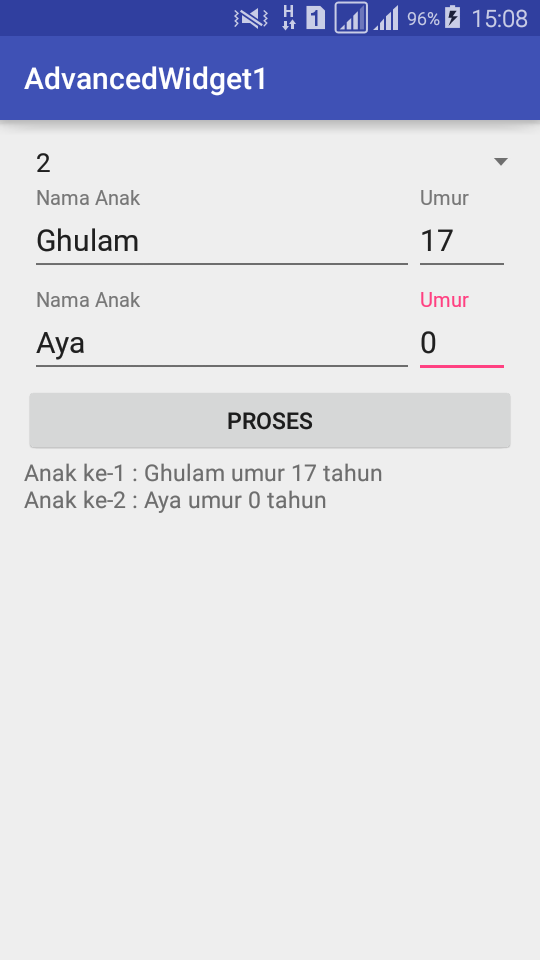 H 1 96% 15:08
AdvancedWidget1
2
Nama Anak Umur
Ghulam 17
Nama Anak Umur
Aya 0
PROSES
Anak ke-1 : Ghulam umur 17 tahun
Anak ke-2 : Aya umur 0 tahun